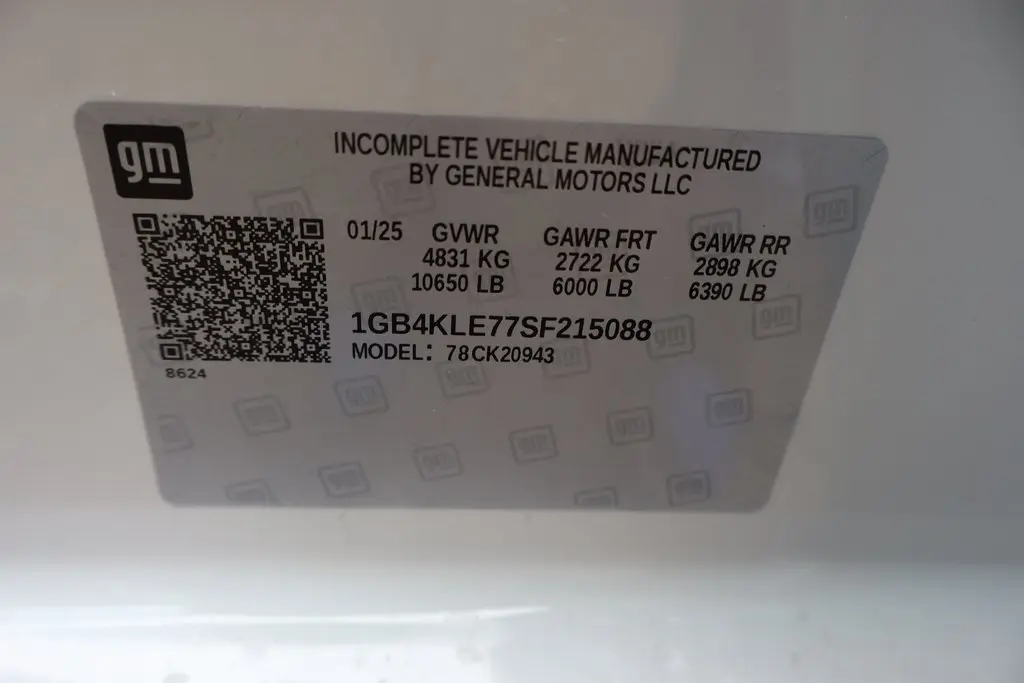 gm
INCOMPLETE VEHICLE MANUFACTURED
BY GENERAL MOTORS LLC
01/25 GVWR GAWR FRT GAWR RR
4831 KG 2722 KG 2898 KG
10650 LB 6000 LB 6390 LB
1GB4KLE77SF215088
MODEL: 78CK20943
8624